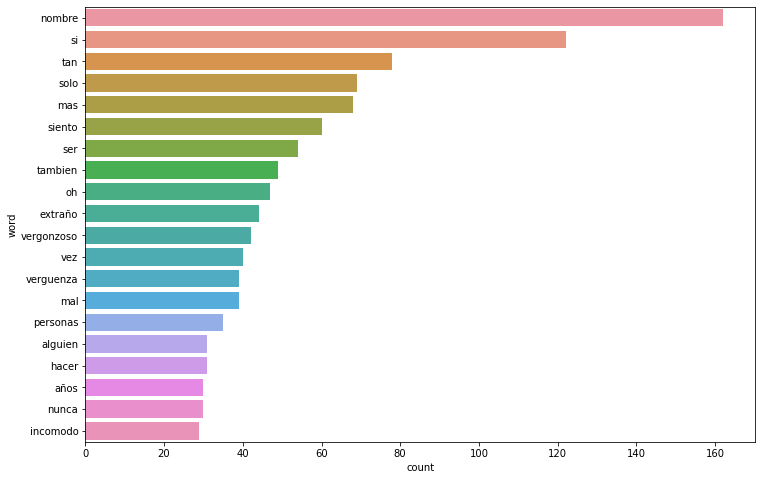 nombre
si
tan
solo
mas
siento
ser
tambien
oh
extraño
vergonzoso
vez
verguenza
mal
personas
alguien
hacer
años
nunca
incomodo
word
0 20 40 60 80 100 120 140 160
count